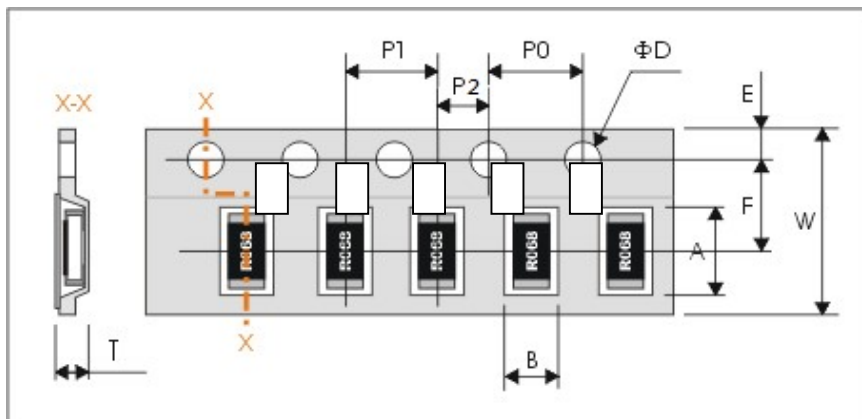 P1 P0 ΦD
P2 E
X-X X
F W
A
R068 R068 R068 R068 R068
T X B